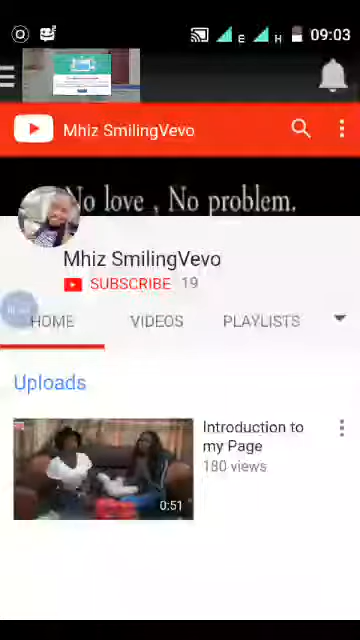 E H 09:03
Mhiz SmilingVevo
No love , No problem.
Mhiz SmilingVevo
SUBSCRIBE 19
HOME VIDEOS PLAYLISTS
Uploads
Introduction to
my Page
180 views
0:51